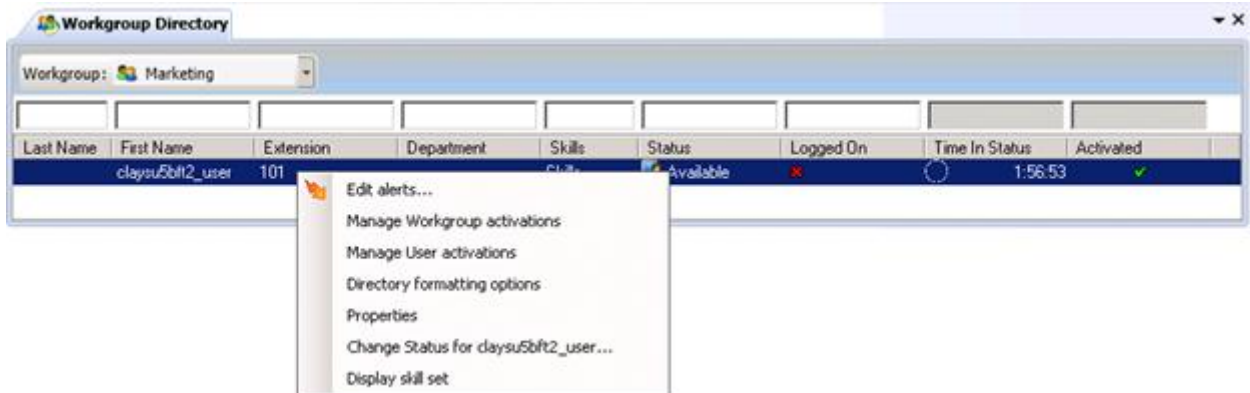 Workgroup Directory
Workgroup: Marketing
Last Name First Name Extension Department Skills Status Logged On Time In Status Activated
claysu5bft2_user 101 Skills Available 1:56:53
Edit alerts...
Manage Workgroup activations
Manage User activations
Directory formatting options
Properties
Change Status for claysu5bft2_user...
Display skill set